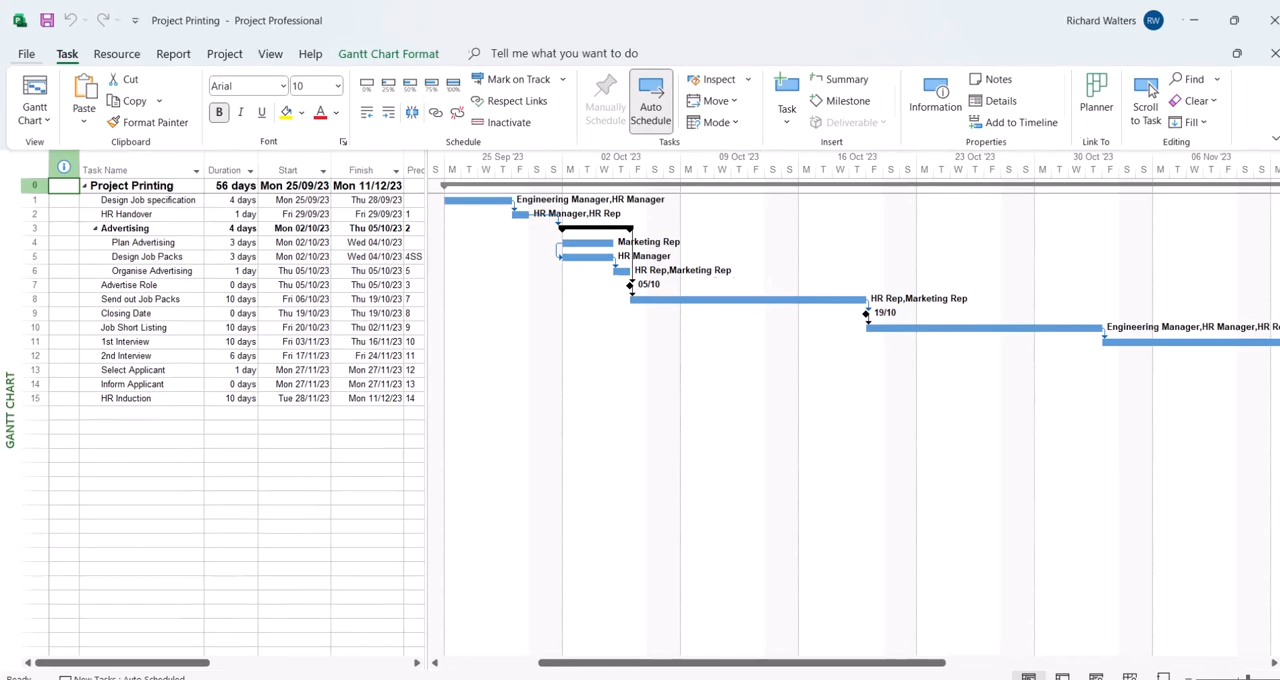 Project Printing - Project Professional
Richard Walters RW
File Task Resource Report Project View Help Gantt Chart Format Tell me what you want to do
Gantt Chart
View
Paste
Cut
Copy
Format Painter
Clipboard
Arial 10
B I U A
Font
0% 25% 50% 75% 100%
Mark on Track
Respect Links
Inactivate
Schedule
Manually Schedule
Auto Schedule
Inspect
Move
Mode
Tasks
Task
Summary
Milestone
Deliverable
Insert
Information
Notes
Details
Add to Timeline
Properties
Planner
Link To
Scroll to Task
Find
Clear
Fill
Editing
Task Name Duration Start Finish Pred
0 Project Printing 56 days Mon 25/09/23 Mon 11/12/23
1 Design Job specification 4 days Mon 25/09/23 Thu 28/09/23
2 HR Handover 1 day Fri 29/09/23 Fri 29/09/23 1
3 Advertising 4 days Mon 02/10/23 Thu 05/10/23 2
4 Plan Advertising 3 days Mon 02/10/23 Wed 04/10/23
5 Design Job Packs 3 days Mon 02/10/23 Wed 04/10/23 4SS
6 Organise Advertising 1 day Thu 05/10/23 Thu 05/10/23 5
7 Advertise Role 0 days Thu 05/10/23 Thu 05/10/23 3
8 Send out Job Packs 10 days Fri 06/10/23 Thu 19/10/23 7
9 Closing Date 0 days Thu 19/10/23 Thu 19/10/23 8
10 Job Short Listing 10 days Fri 20/10/23 Thu 02/11/23 9
11 1st Interview 10 days Fri 03/11/23 Thu 16/11/23 10
12 2nd Interview 6 days Fri 17/11/23 Fri 24/11/23 11
13 Select Applicant 1 day Mon 27/11/23 Mon 27/11/23 12
14 Inform Applicant 0 days Mon 27/11/23 Mon 27/11/23 13
15 HR Induction 10 days Tue 28/11/23 Mon 11/12/23 14
25 Sep '23 02 Oct '23 09 Oct '23 16 Oct '23 23 Oct '23 30 Oct '23 06 Nov '23
S M T W T F S S M T W T F S S M T W T F S S M T W T F S S M T W T F S S M T W T F S S M T W T F S S M
Engineering Manager,HR Manager
HR Manager,HR Rep
Marketing Rep
HR Manager
HR Rep,Marketing Rep
05/10
HR Rep,Marketing Rep
19/10
Engineering Manager,HR Manager,HR Re
GANTT CHART
Ready New Tasks : Auto Scheduled